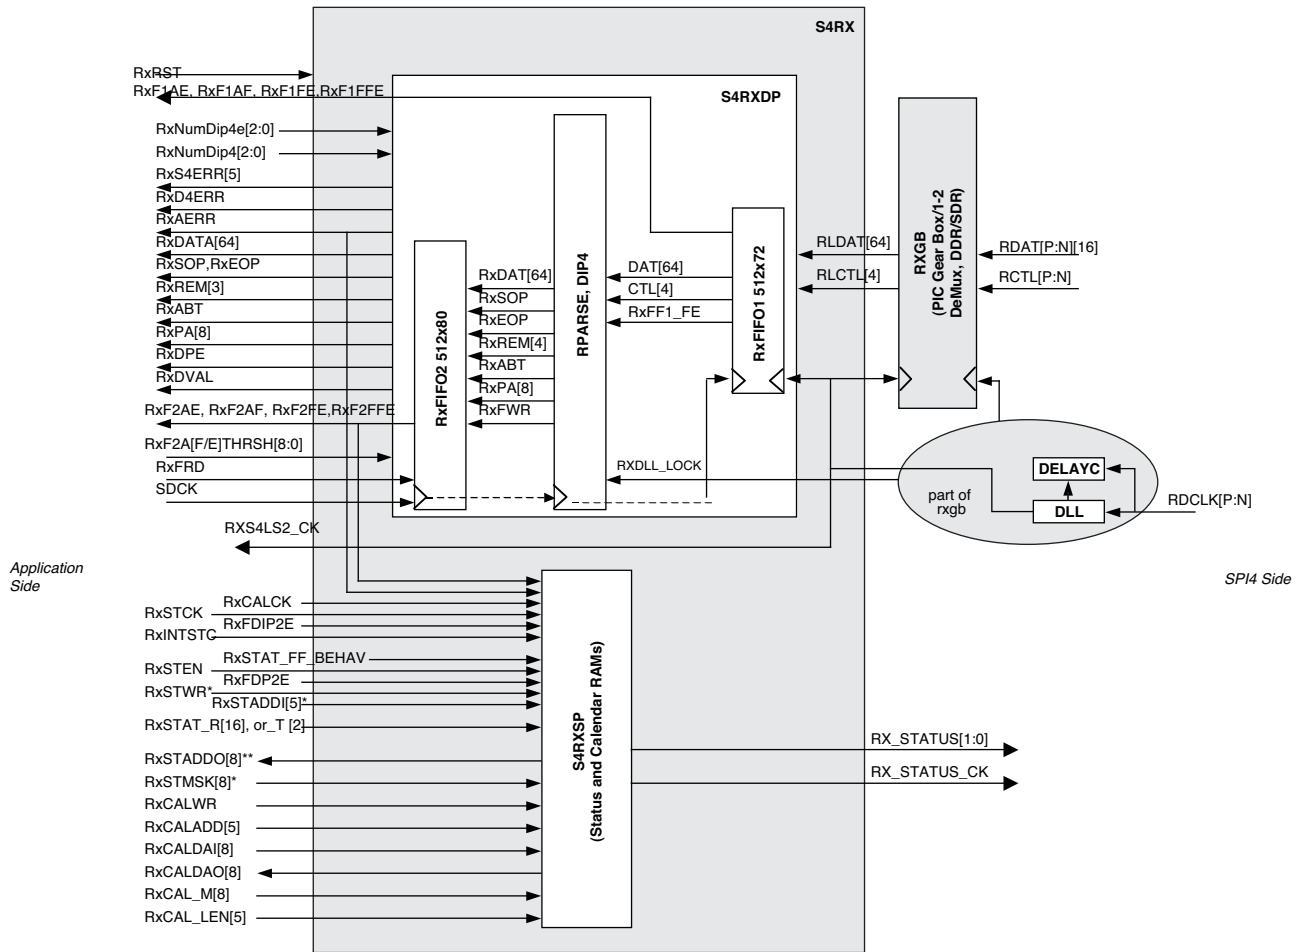 S4RX
RxRST
RxF1AE, RxF1AF, RxF1FE,RxF1FFE
S4RXDP
RxNumDip4e[2:0]
RxNumDip4[2:0]
RxS4ERR[5]
RxD4ERR
RxAERR
RxDATA[64]
RxSOP,RxEOP
RxREM[3]
RxABT
RxPA[8]
RxDPE
RxDVAL
RxF2AE, RxF2AF, RxF2FE,RxF2FFE
RxF2A[F/E]THRSH[8:0]
RxFRD
SDCK
RxFIFO2 512x80
RxDAT[64]
RxSOP
RxEOP
RxREM[4]
RxABT
RxPA[8]
RxFWR
RPARSE, DIP4
DAT[64]
CTL[4]
RxFF1_FE
RxFIFO1 512x72
RLDAT[64]
RLCTL[4]
RXGB
(PIC Gear Box/1-2
DeMux, DDR/SDR)
RDAT[P:N][16]
RCTL[P:N]
RXDLL_LOCK
DELAYC
DLL
part of
rxgb
RDCLK[P:N]
RXS4LS2_CK
Application
Side
SPI4 Side
RxCALCK
RxSTCK
RxFDIP2E
RxINTSTC
RxSTAT_FF_BEHAV
RxSTEN
RxFDP2E
RxSTWR*
RxSTADDI[5]*
RxSTAT_R[16], or_T [2]
RxSTADDO[8]**
RxSTMSK[8]*
RxCALWR
RxCALADD[5]
RxCALDAI[8]
RxCALDAO[8]
RxCAL_M[8]
RxCAL_LEN[5]
S4RXSP
(Status and Calendar RAMs)
RX_STATUS[1:0]
RX_STATUS_CK